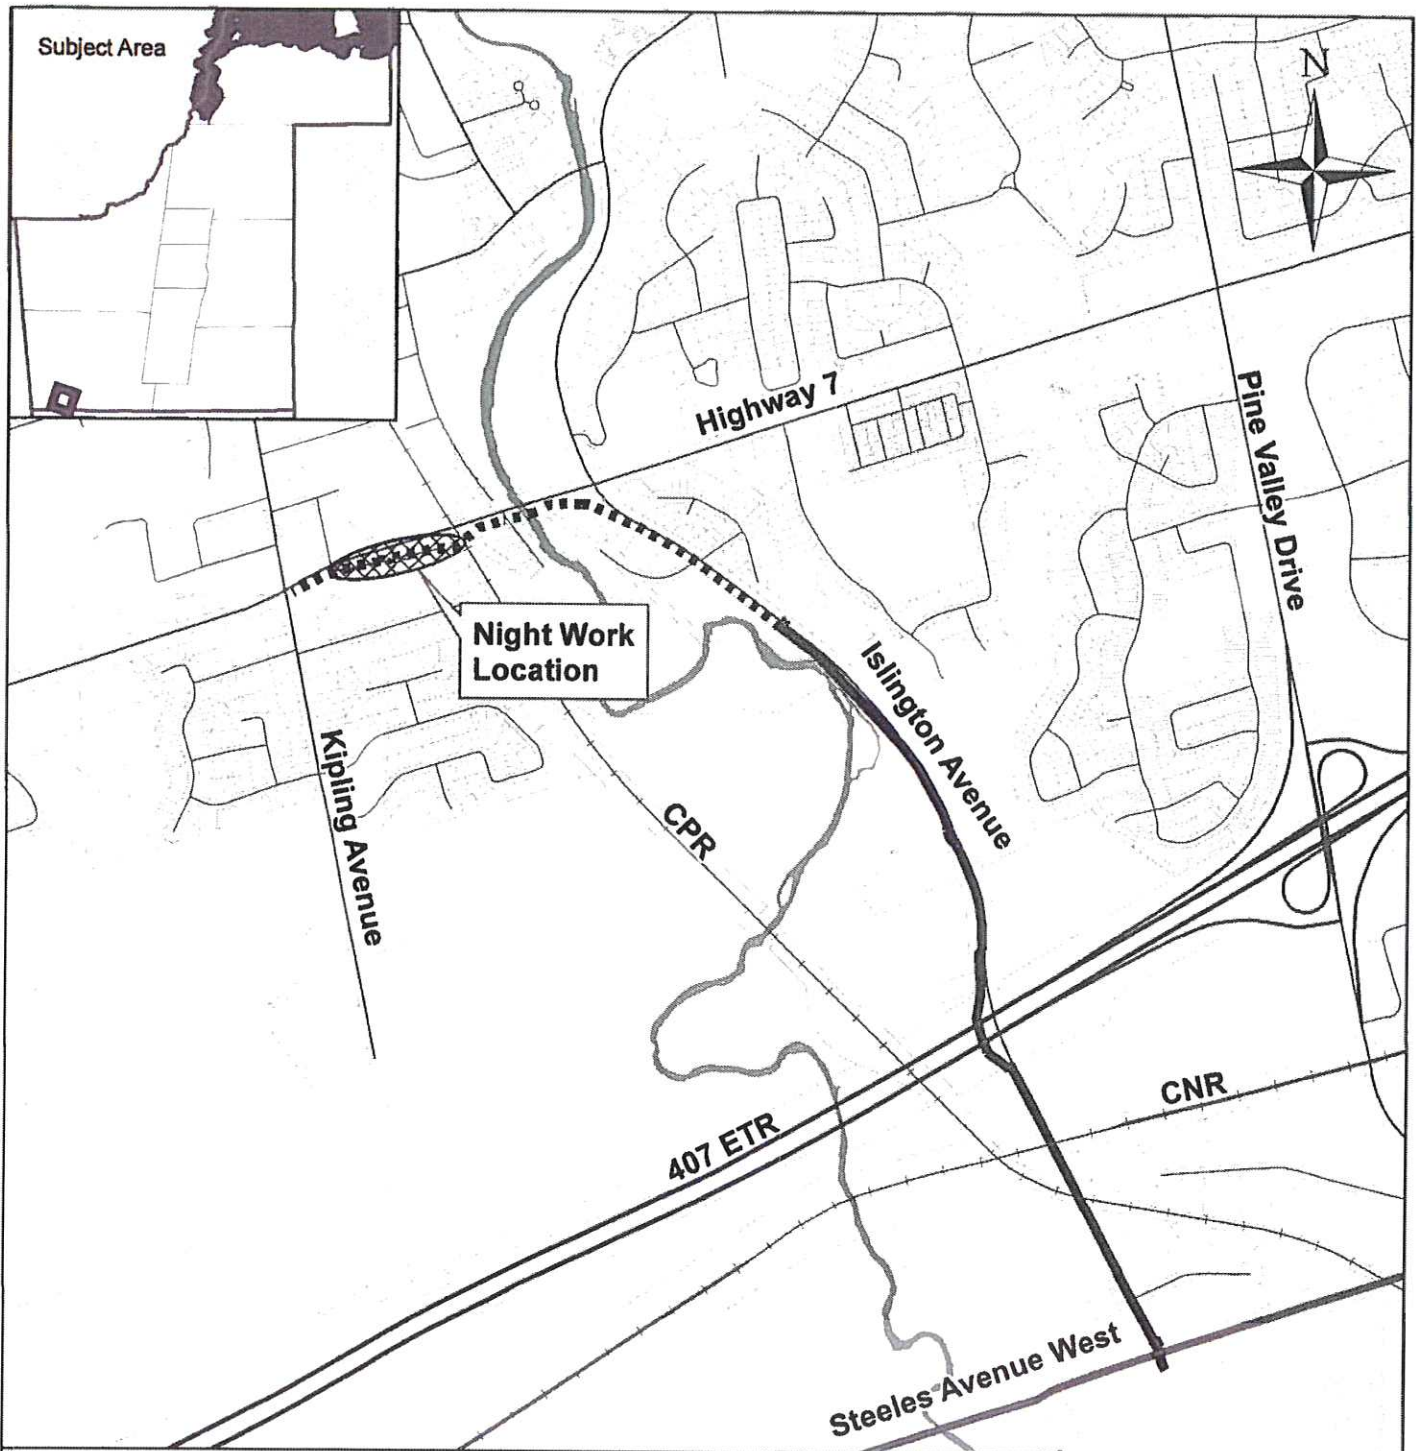 Subject Area
N
Highway 7
Pine Valley Drive
Night Work
Location
Islington Avenue
Kipling Avenue
CPR
CNR
407 ETR
Steeles Avenue West